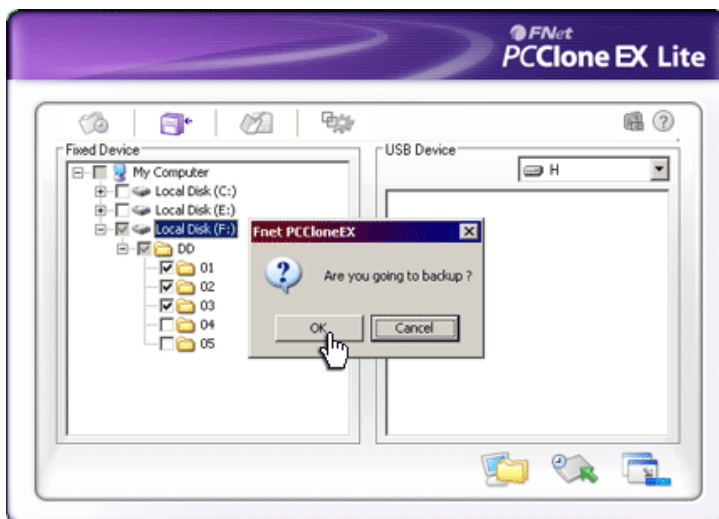 FNet
PCClone EX Lite
Fixed Device
USB Device
My Computer
H
Local Disk (C:)
Local Disk (E:)
Local Disk (F:)
DD
01
02
03
04
05
Fnet PCCloneEX
Are you going to backup ?
OK
Cancel